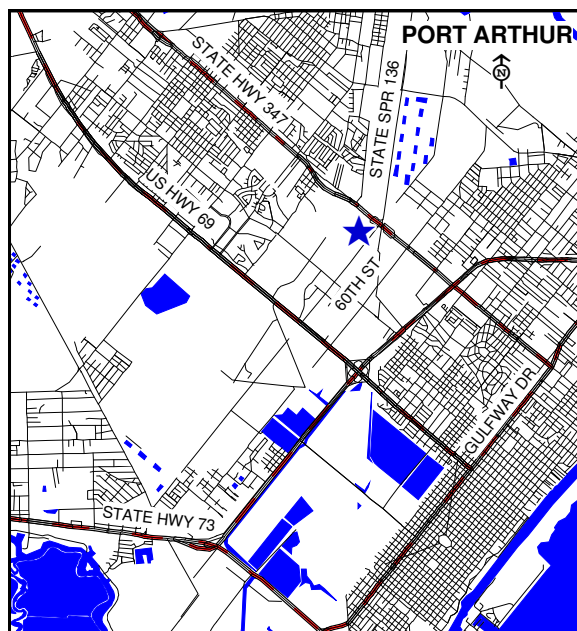 PORT ARTHUR
N
STATE HWY 347
STATE SPR 136
US HWY 69
60TH ST
GULFWAY DR
STATE HWY 73